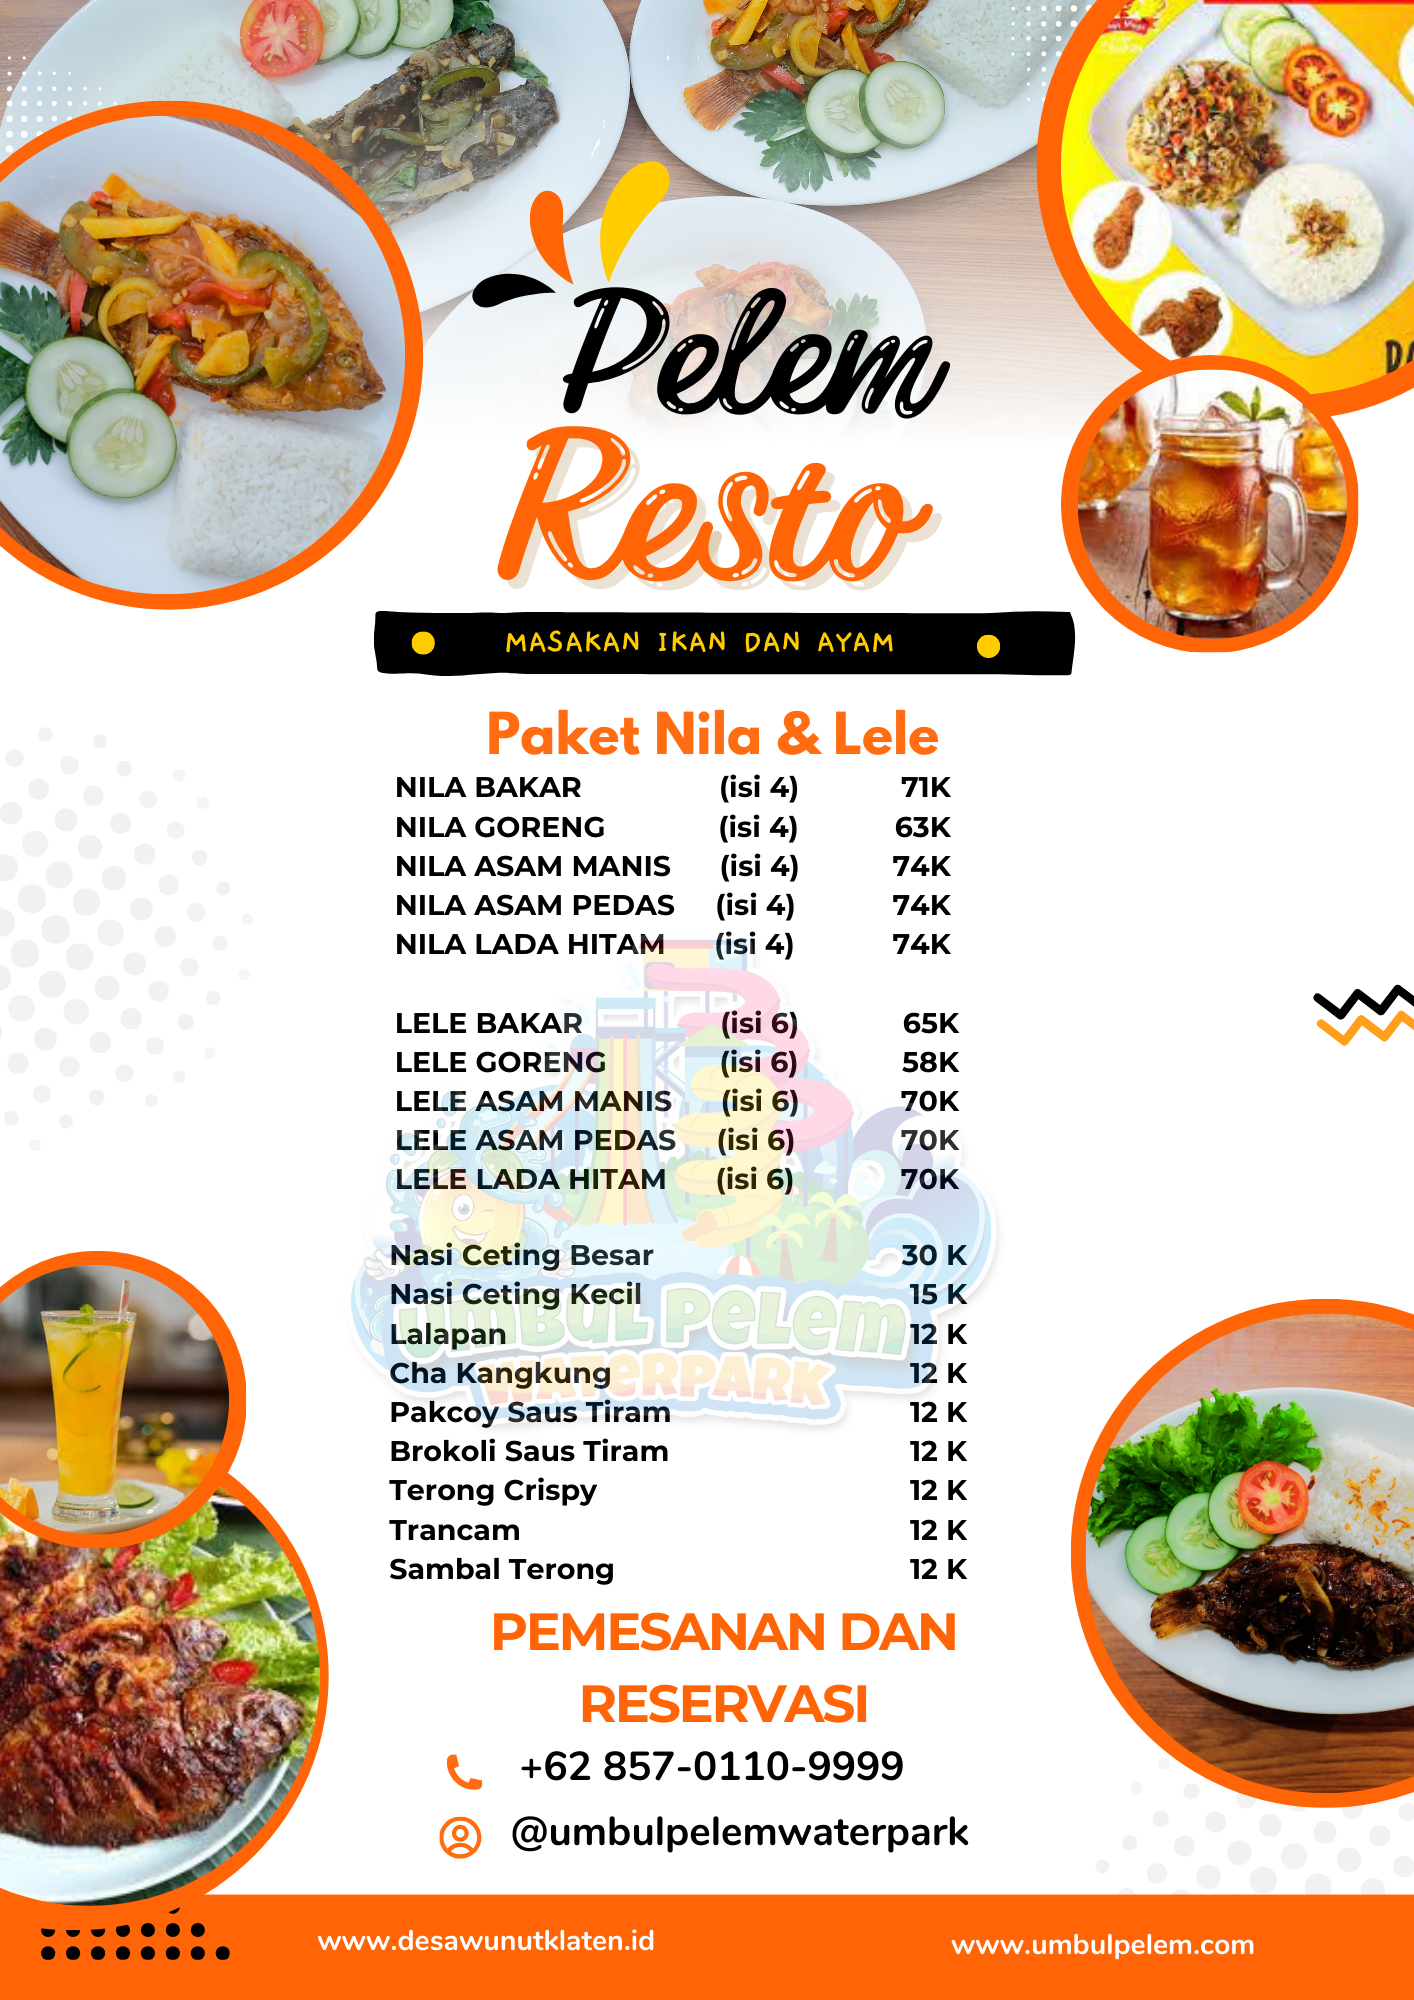 Pelem
Resto
MASAKAN IKAN DAN AYAM
Paket Nila & Lele
NILA BAKAR (isi 4) 71K
NILA GORENG (isi 4) 63K
NILA ASAM MANIS (isi 4) 74K
NILA ASAM PEDAS (isi 4) 74K
NILA LADA HITAM (isi 4) 74K
LELE BAKAR (isi 6) 65K
LELE GORENG (isi 6) 58K
LELE ASAM MANIS (isi 6) 70K
LELE ASAM PEDAS (isi 6) 70K
LELE LADA HITAM (isi 6) 70K
Nasi Ceting Besar 30 K
Nasi Ceting Kecil 15 K
Lalapan 12 K
Cha Kangkung 12 K
Pakcoy Saus Tiram 12 K
Brokoli Saus Tiram 12 K
Terong Crispy 12 K
Trancam 12 K
Sambal Terong 12 K
UMBUL PELEM
WATERPARK
PEMESANAN DAN
RESERVASI
+62 857-0110-9999
@umbulpelemwaterpark
www.desawunutklaten.id
www.umbulpelem.com